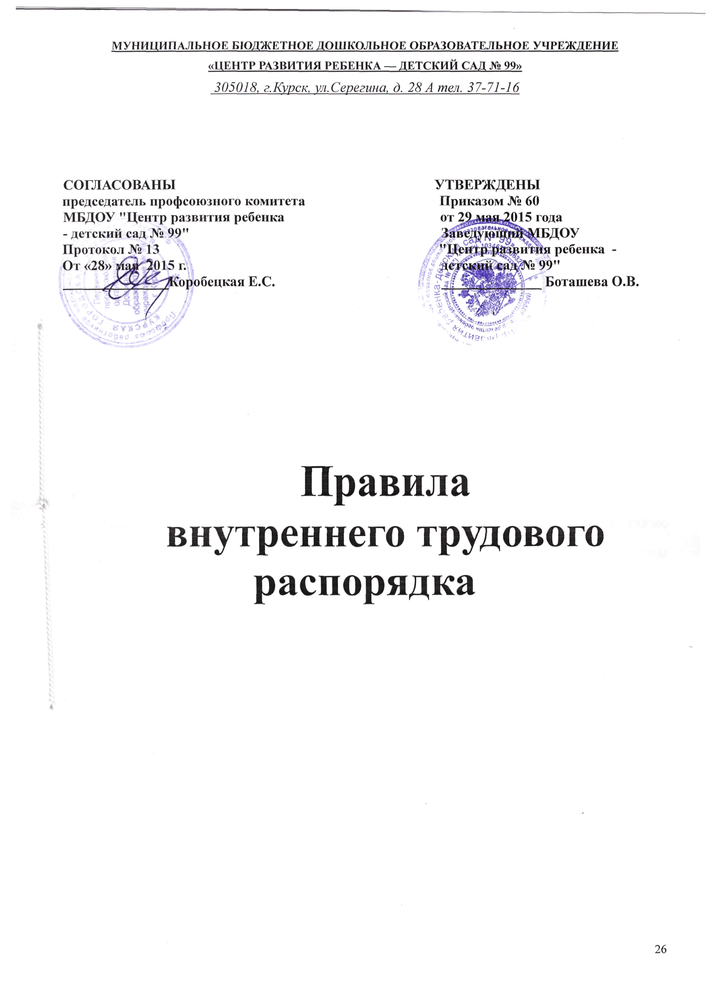 МУНИЦИПАЛЬНОЕ БЮДЖЕТНОЕ ДОШКОЛЬНОЕ ОБРАЗОВАТЕЛЬНОЕ УЧРЕЖДЕНИЕ
«ЦЕНТР РАЗВИТИЯ РЕБЕНКА — ДЕТСКИЙ САД № 99»
305018, г.Курск, ул.Серегина, д. 28 А тел. 37-71-16
СОГЛАСОВАНЫ
председатель профсоюзного комитета
МБДОУ "Центр развития ребенка
- детский сад № 99"
Протокол № 13
От «28» мая 2015 г.
_______________Коробецкая Е.С.
УТВЕРЖДЕНЫ
Приказом № 60
от 29 мая 2015 года
Заведующий МБДОУ
"Центр развития ребенка -
детский сад № 99"
_______________ Боташева О.В.
Правила
внутреннего трудового
распорядка
26